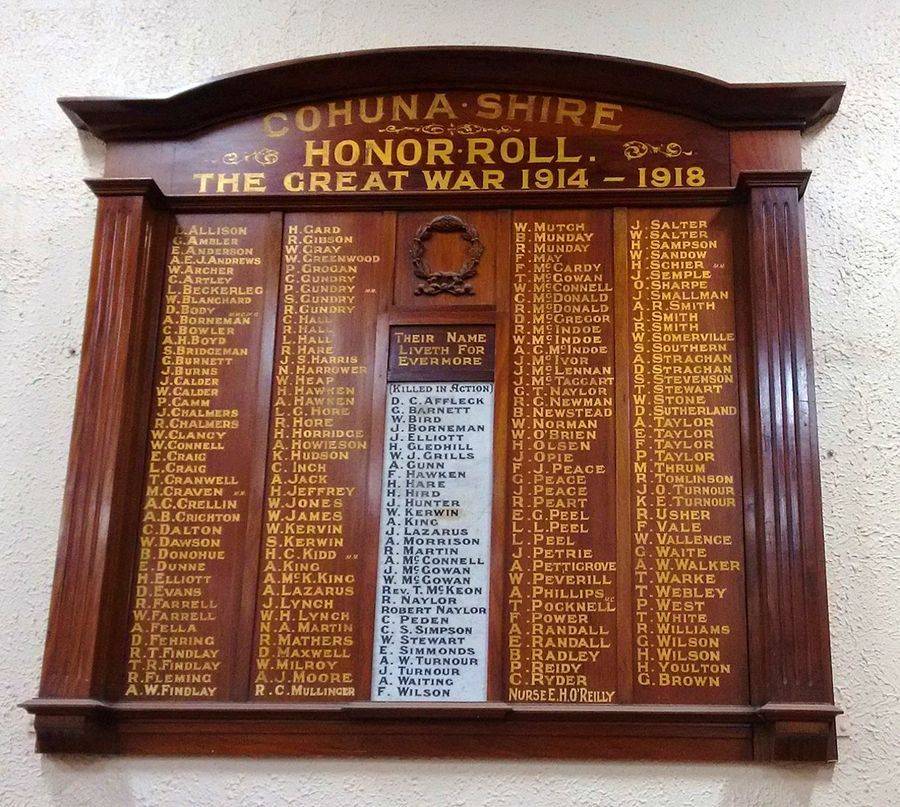 COHUNA · SHIRE
HONOR · ROLL.
THE GREAT WAR 1914 – 1918
ALLISON
G. AMBLER
E. ANDERSON
A.E.J. ANDREWS
W. ARCHER
C. ARTLEY
L. BECKERLEG
W. BLANCHARD
D. BODY
A. BORNEMAN
C. BOWLER
A.H. BOYD
S. BRIDGEMAN
G. BURNETT
J. BURNS
J. CALDER
W. CALDER
P. CAMM
J. CHALMERS
R. CHALMERS
W. CLANCY
W. CONNELL
E. CRAIG
L. CRAIG
T. CRANWELL
M. CRAVEN M.M.
A.C. CRELLIN
A.B. CRICHTON
C. DALTON
W. DAWSON
B. DONOHUE
E. DUNNE
H. ELLIOTT
D. EVANS
R. FARRELL
W. FARRELL
A. FELLA
D. FEHRING
R.T. FINDLAY
T.R. FINDLAY
R. FLEMING
A.W. FINDLAY
H. GARD
R. GIBSON
W. GRAY
W. GREENWOOD
P. GROGAN
C. GUNDRY
P. GUNDRY M.M.
S. GUNDRY
R. GUNDRY
C. HALL
R. HALL
L. HALL
R. HARE
J.S. HARRIS
N. HARROWER
W. HEAP
C. HAWKEN
A. HAWKEN
L.G. HORE
R. HORE
C. HORRIDGE
A. HOWIESON
K. HUDSON
C. INCH
A. JACK
H. JEFFREY
W. JONES
W. JAMES
W. KERVIN
S. KERWIN
H.C. KIDD M.M.
A. KING
A. McK. KING
A. LAZARUS
J. LYNCH
W.H. LYNCH
N.A. MARTIN
R. MATHERS
D. MAXWELL
W. MILROY
A.J. MOORE
R.C. MULLINGER
THEIR NAME
LIVETH FOR
EVERMORE
KILLED IN ACTION
D.C. AFFLECK
G. BARNETT
W. BIRD
J. BORNEMAN
J. ELLIOTT
H. GLEDHILL
W.J. GRILLS
A. GUNN
F. HAWKEN
H. HARE
H. HIRD
J. HUNTER
W. KERWIN
A. KING
J. LAZARUS
A. MORRISON
R. MARTIN
A. McCONNELL
J. McGOWAN
W. McGOWAN
REV. T. McKEON
R. NAYLOR
ROBERT NAYLOR
C. PEDEN
C.S. SIMPSON
W. STEWART
E. SIMMONDS
A.W. TURNOUR
J. TURNOUR
A. WAITING
F. WILSON
W. MUTCH
B. MUNDAY
R. MUNDAY
F. MAY
F. McCARDY
T. McGOWAN
W. McCONNELL
C. McDONALD
R. McDONALD
D. McGREGOR
R. McINDOE
W. McINDOE
A.C. McINDOE
J. McIVOR
J. McLENNAN
J. McTAGGART
G.T. NAYLOR
L.G. NEWMAN
B. NEWSTEAD
W. NORMAN
W. O'BRIEN
H. OLSEN
J. OPIE
F.J. PEACE
G. PEACE
J. PEACE
R. PEART
E.G. PEEL
L.L. PEEL
L. PEEL
J. PETRIE
A. PETTIGROVE
W. PEVERILL
A. PHILLIPS M.C.
T. POCKNELL
F. POWER
A. RANDALL
E. RANDALL
B. RADLEY
P. REIDY
C. RYDER
NURSE E.H. O'REILLY
J. SALTER
W. SALTER
H. SAMPSON
W. SANDOW
H. SCHIER M.M.
J. SEMPLE
O. SHARPE
J. SMALLMAN
A.R. SMITH
J. SMITH
R. SMITH
W. SOMERVILLE
S. SOUTHERN
A. STRACHAN
D. STRACHAN
S. STEVENSON
T. STEWART
W. STONE
D. SUTHERLAND
A. TAYLOR
E. TAYLOR
F. TAYLOR
P. TAYLOR
M. THRUM
R. TOMLINSON
J.O. TURNOUR
K.E. TURNOUR
R. USHER
F. VALE
W. VALLENCE
G. WAITE
A.W. WALKER
T. WARKE
T. WEBLEY
P. WEST
T. WHITE
R. WILLIAMS
G. WILSON
H. WILSON
H. YOULTON
G. BROWN